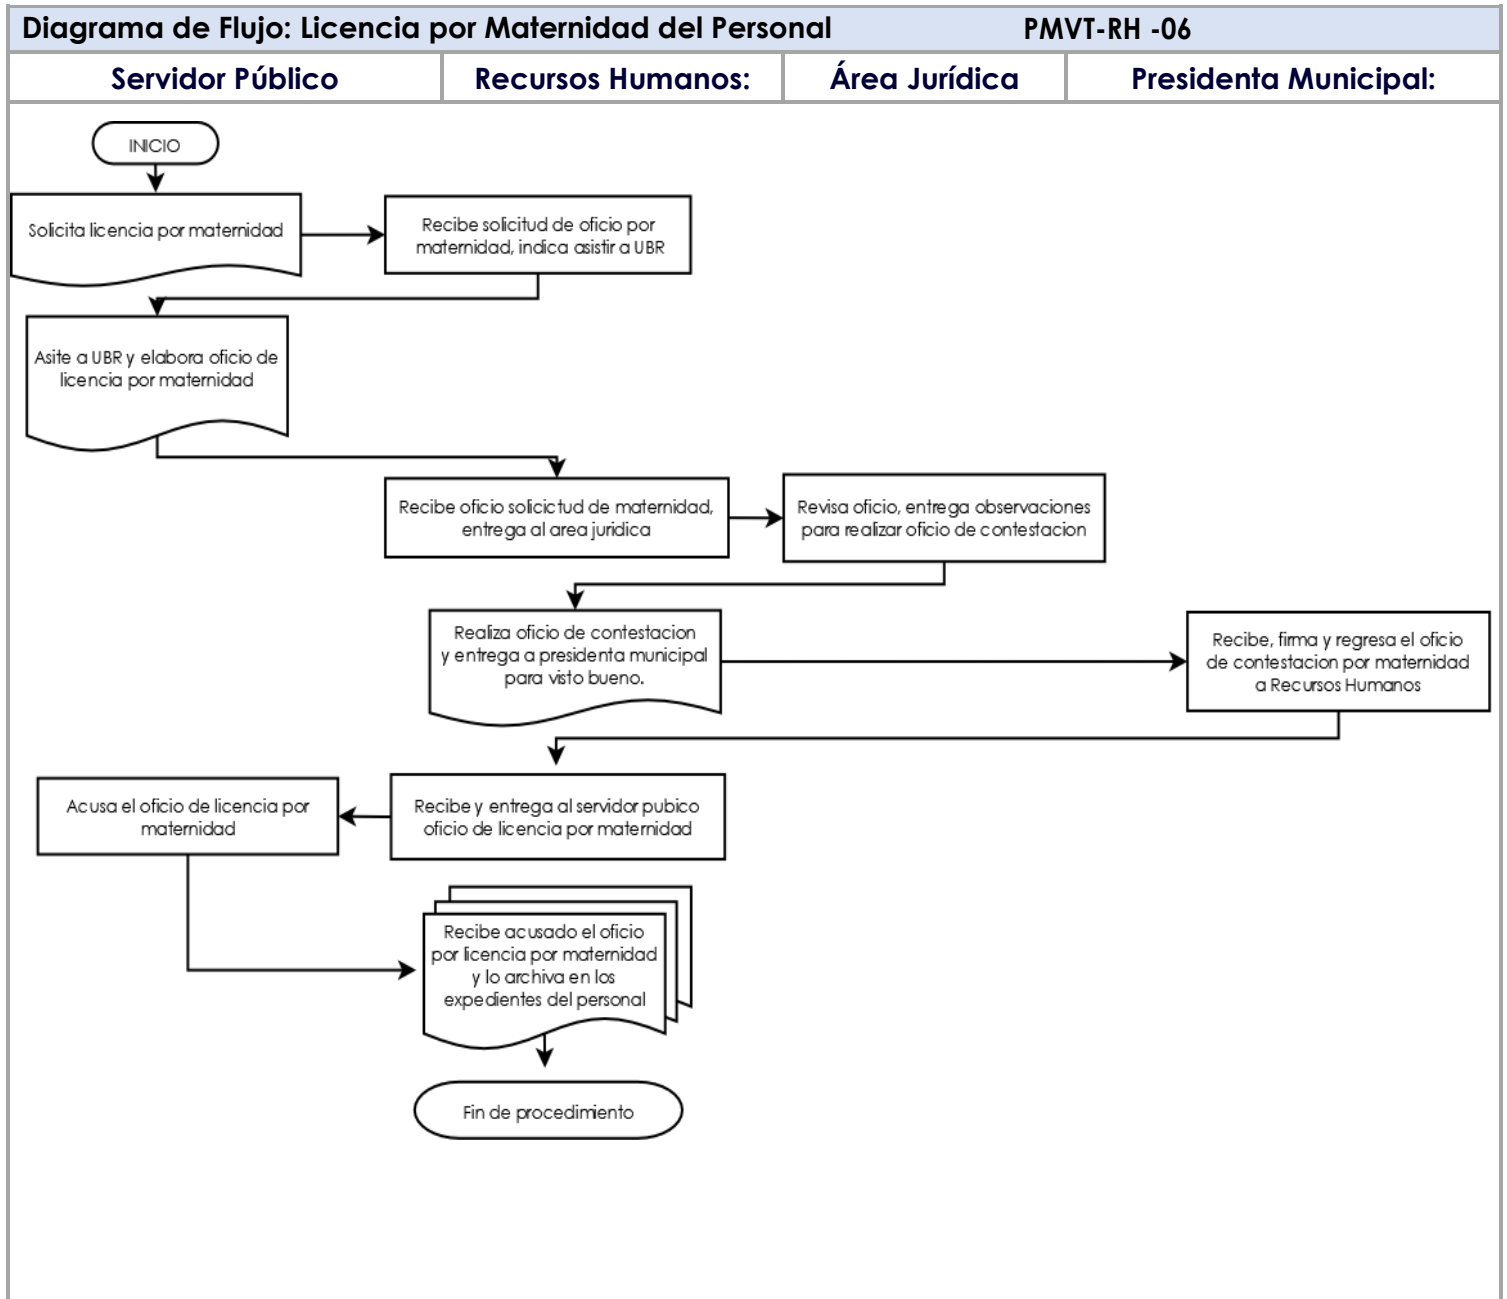 Diagrama de Flujo: Licencia por Maternidad del Personal PMVT-RH -06
Servidor Público Recursos Humanos: Área Jurídica Presidenta Municipal:
INICIO
Solicita licencia por maternidad
Recibe solicitud de oficio por
maternidad, indica asistir a UBR
Asite a UBR y elabora oficio de
licencia por maternidad
Recibe oficio solicictud de maternidad,
entrega al area juridica
Revisa oficio, entrega observaciones
para realizar oficio de contestacion
Realiza oficio de contestacion
y entrega a presidenta municipal
para visto bueno.
Recibe, firma y regresa el oficio
de contestacion por maternidad
a Recursos Humanos
Recibe y entrega al servidor pubico
oficio de licencia por maternidad
Acusa el oficio de licencia por
maternidad
Recibe acusado el oficio
por licencia por maternidad
y lo archiva en los
expedientes del personal
Fin de procedimiento